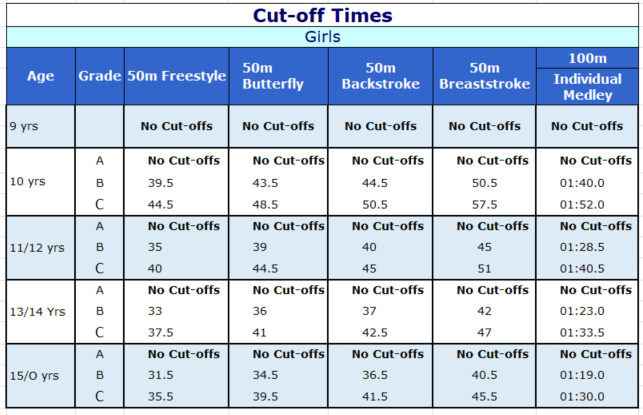 Cut-off Times
Girls
Age Grade 50m Freestyle 50m Butterfly 50m Backstroke 50m Breaststroke 100m Individual Medley
9 yrs No Cut-offs No Cut-offs No Cut-offs No Cut-offs No Cut-offs
10 yrs
A No Cut-offs No Cut-offs No Cut-offs No Cut-offs No Cut-offs
B 39.5 43.5 44.5 50.5 01:40.0
C 44.5 48.5 50.5 57.5 01:52.0
11/12 yrs
A No Cut-offs No Cut-offs No Cut-offs No Cut-offs No Cut-offs
B 35 39 40 45 01:28.5
C 40 44.5 45 51 01:40.5
13/14 Yrs
A No Cut-offs No Cut-offs No Cut-offs No Cut-offs No Cut-offs
B 33 36 37 42 01:23.0
C 37.5 41 42.5 47 01:33.5
15/O yrs
A No Cut-offs No Cut-offs No Cut-offs No Cut-offs No Cut-offs
B 31.5 34.5 36.5 40.5 01:19.0
C 35.5 39.5 41.5 45.5 01:30.0